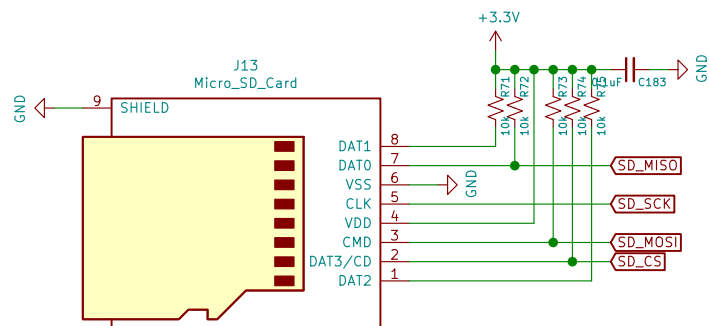 +3.3V
J13
Micro_SD_Card
GND
9
SHIELD
R71
10k
R72
10k
R73
10k
R74
10k
R75
10k
0.1uF
C183
GND
DAT1
8
DAT0
7
SD_MISO
VSS
6
GND
CLK
5
SD_SCK
VDD
4
CMD
3
SD_MOSI
DAT3/CD
2
SD_CS
DAT2
1